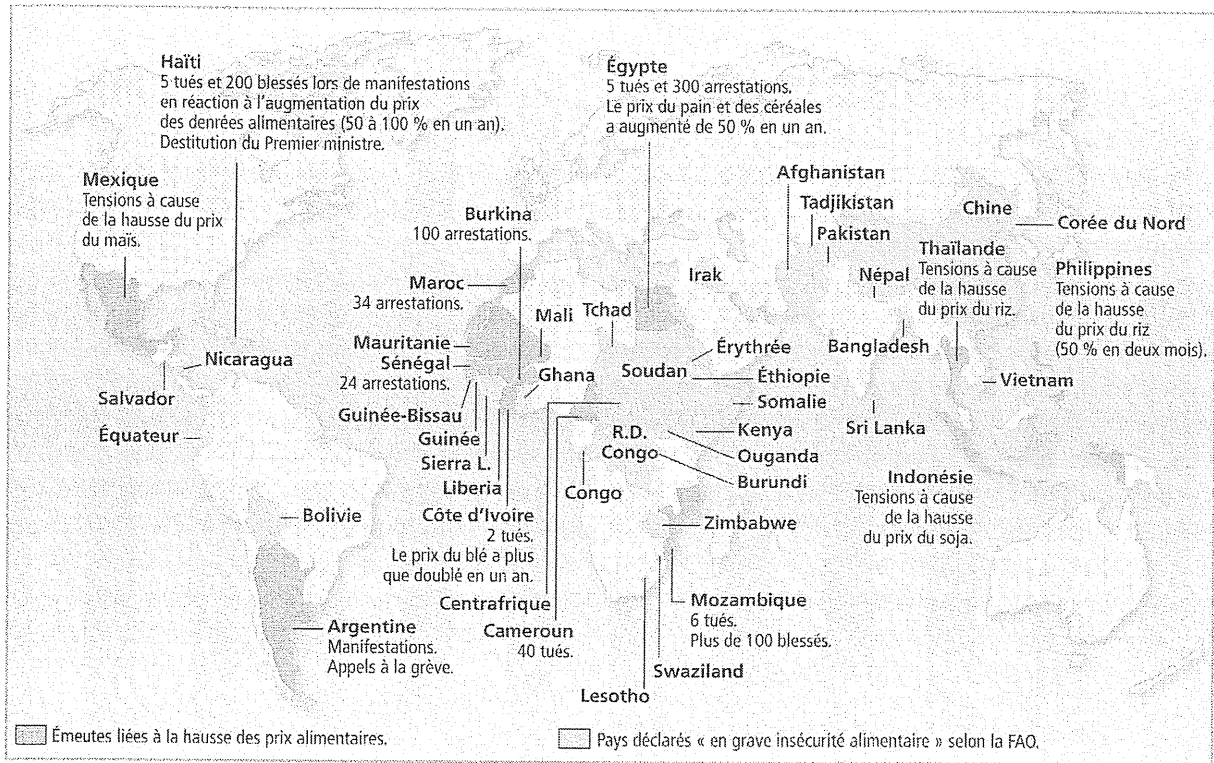 Haïti
5 tués et 200 blessés lors de manifestations
en réaction à l'augmentation du prix
des denrées alimentaires (50 à 100 % en un an).
Destitution du Premier ministre.
Égypte
5 tués et 300 arrestations.
Le prix du pain et des céréales
a augmenté de 50 % en un an.
Mexique
Tensions à cause
de la hausse du prix
du maïs.
Burkina
100 arrestations.
Afghanistan
Tadjikistan
Pakistan
Chine
Corée du Nord
Thaïlande
Tensions à cause
de la hausse
du prix du riz.
Philippines
Tensions à cause
de la hausse
du prix du riz
(50 % en deux mois).
Irak
Népal
Maroc
34 arrestations.
Mali
Tchad
Mauritanie
Sénégal
24 arrestations.
Nicaragua
Salvador
Ghana
Soudan
Érythrée
Éthiopie
Somalie
Bangladesh
Vietnam
Équateur
Guinée-Bissau
Guinée
Sierra L.
Liberia
R.D.
Congo
Kenya
Ouganda
Burundi
Sri Lanka
Congo
Indonésie
Tensions à cause
de la hausse
du prix du soja.
Bolivie
Côte d'Ivoire
2 tués.
Le prix du blé a plus
que doublé en un an.
Zimbabwe
Centrafrique
Cameroun
40 tués.
Mozambique
6 tués.
Plus de 100 blessés.
Argentine
Manifestations.
Appels à la grève.
Swaziland
Lesotho
Émeutes liées à la hausse des prix alimentaires.
Pays déclarés « en grave insécurité alimentaire » selon la FAO.